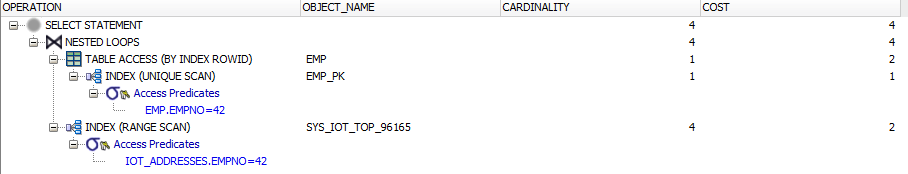 OPERATION OBJECT_NAME CARDINALITY COST
SELECT STATEMENT 4 4
NESTED LOOPS 4 4
TABLE ACCESS (BY INDEX ROWID) EMP 1 2
INDEX (UNIQUE SCAN) EMP_PK 1 1
Access Predicates
EMP.EMPNO=42
INDEX (RANGE SCAN) SYS_IOT_TOP_96165 4 2
Access Predicates
IOT_ADDRESSES.EMPNO=42